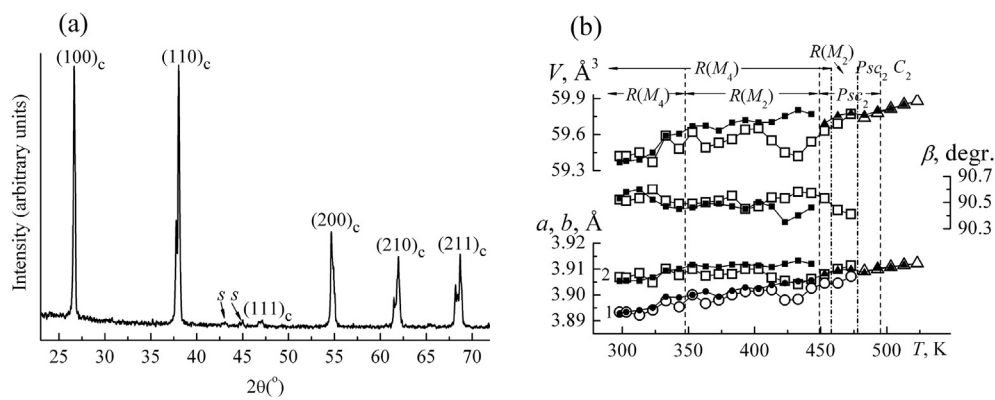 (a)
(100)c
(110)c
(200)c
(210)c
(211)c
s s (111)c
Intensity (arbitrary units)
25 30 35 40 45 50 55 60 65 70
2θ(o)
(b)
R(M2)
V, Å3 R(M4) Psc2 C2
R(M4) R(M2) Psc2
59.9
59.6
59.3
β, degr.
90.7
90.5
90.3
a, b, Å
3.92
3.91
3.90
3.89
2
1
300 350 400 450 500 T, K